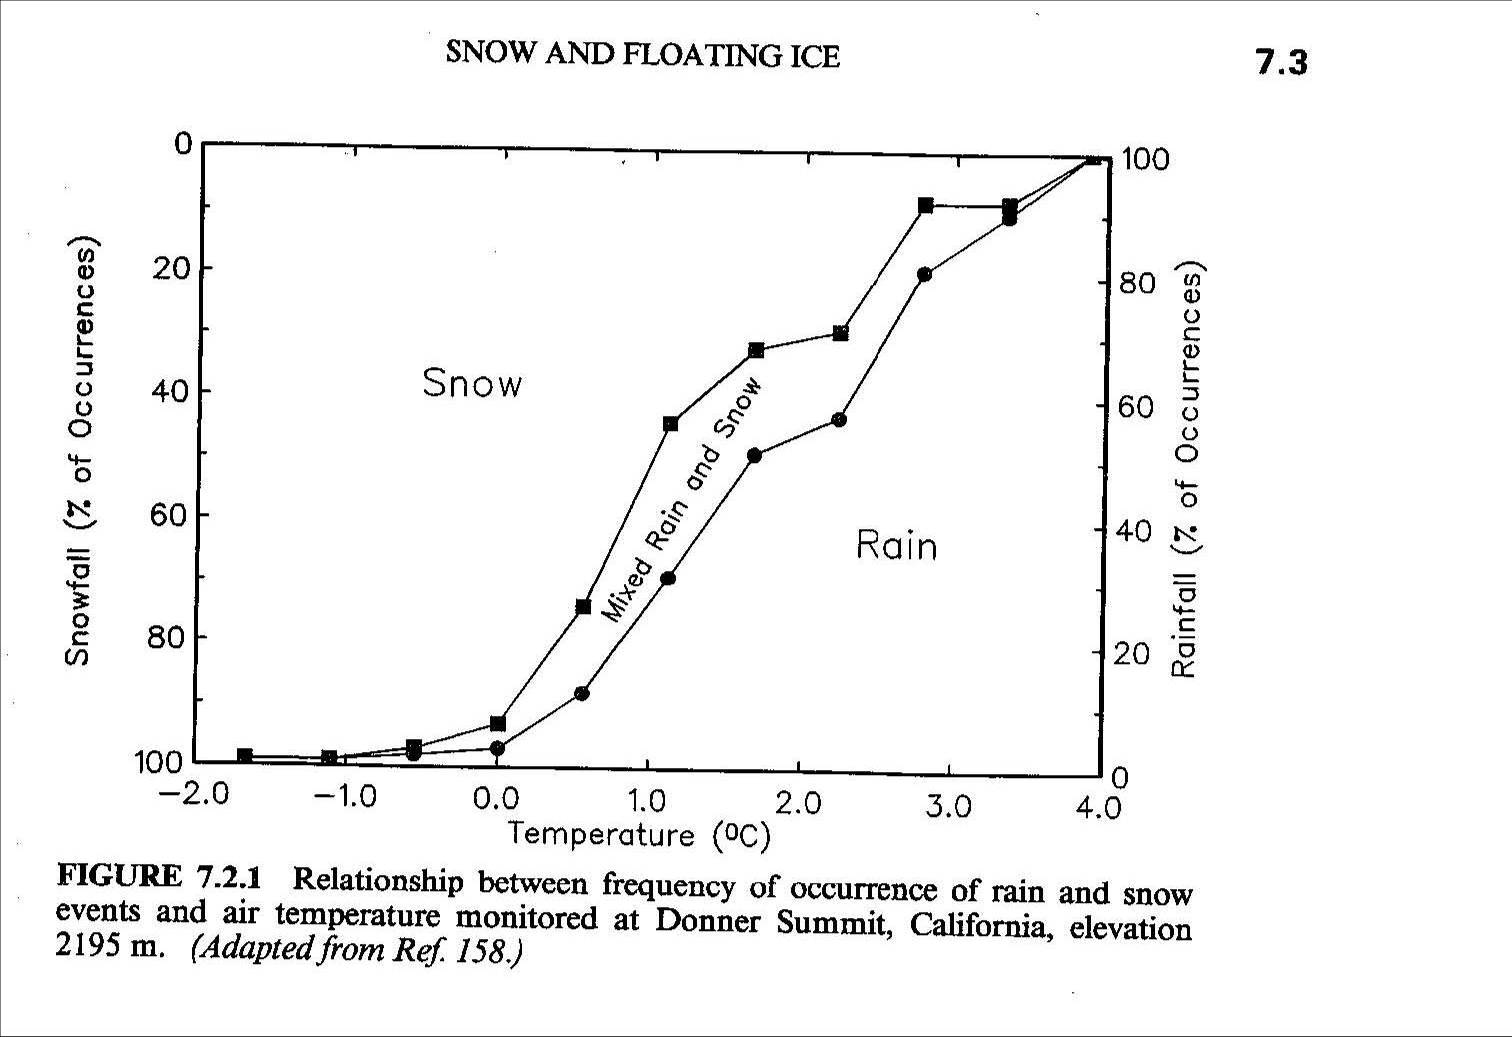 SNOW AND FLOATING ICE
7.3
0
20
40
60
80
100
Snowfall (% of Occurrences)
100
80
60
40
20
0
Rainfall (% of Occurrences)
Snow
Mixed Rain and Snow
Rain
−2.0 −1.0 0.0 1.0 2.0 3.0 4.0
Temperature (ºC)
FIGURE 7.2.1 Relationship between frequency of occurrence of rain and snow
events and air temperature monitored at Donner Summit, California, elevation
2195 m. (Adapted from Ref. 158.)